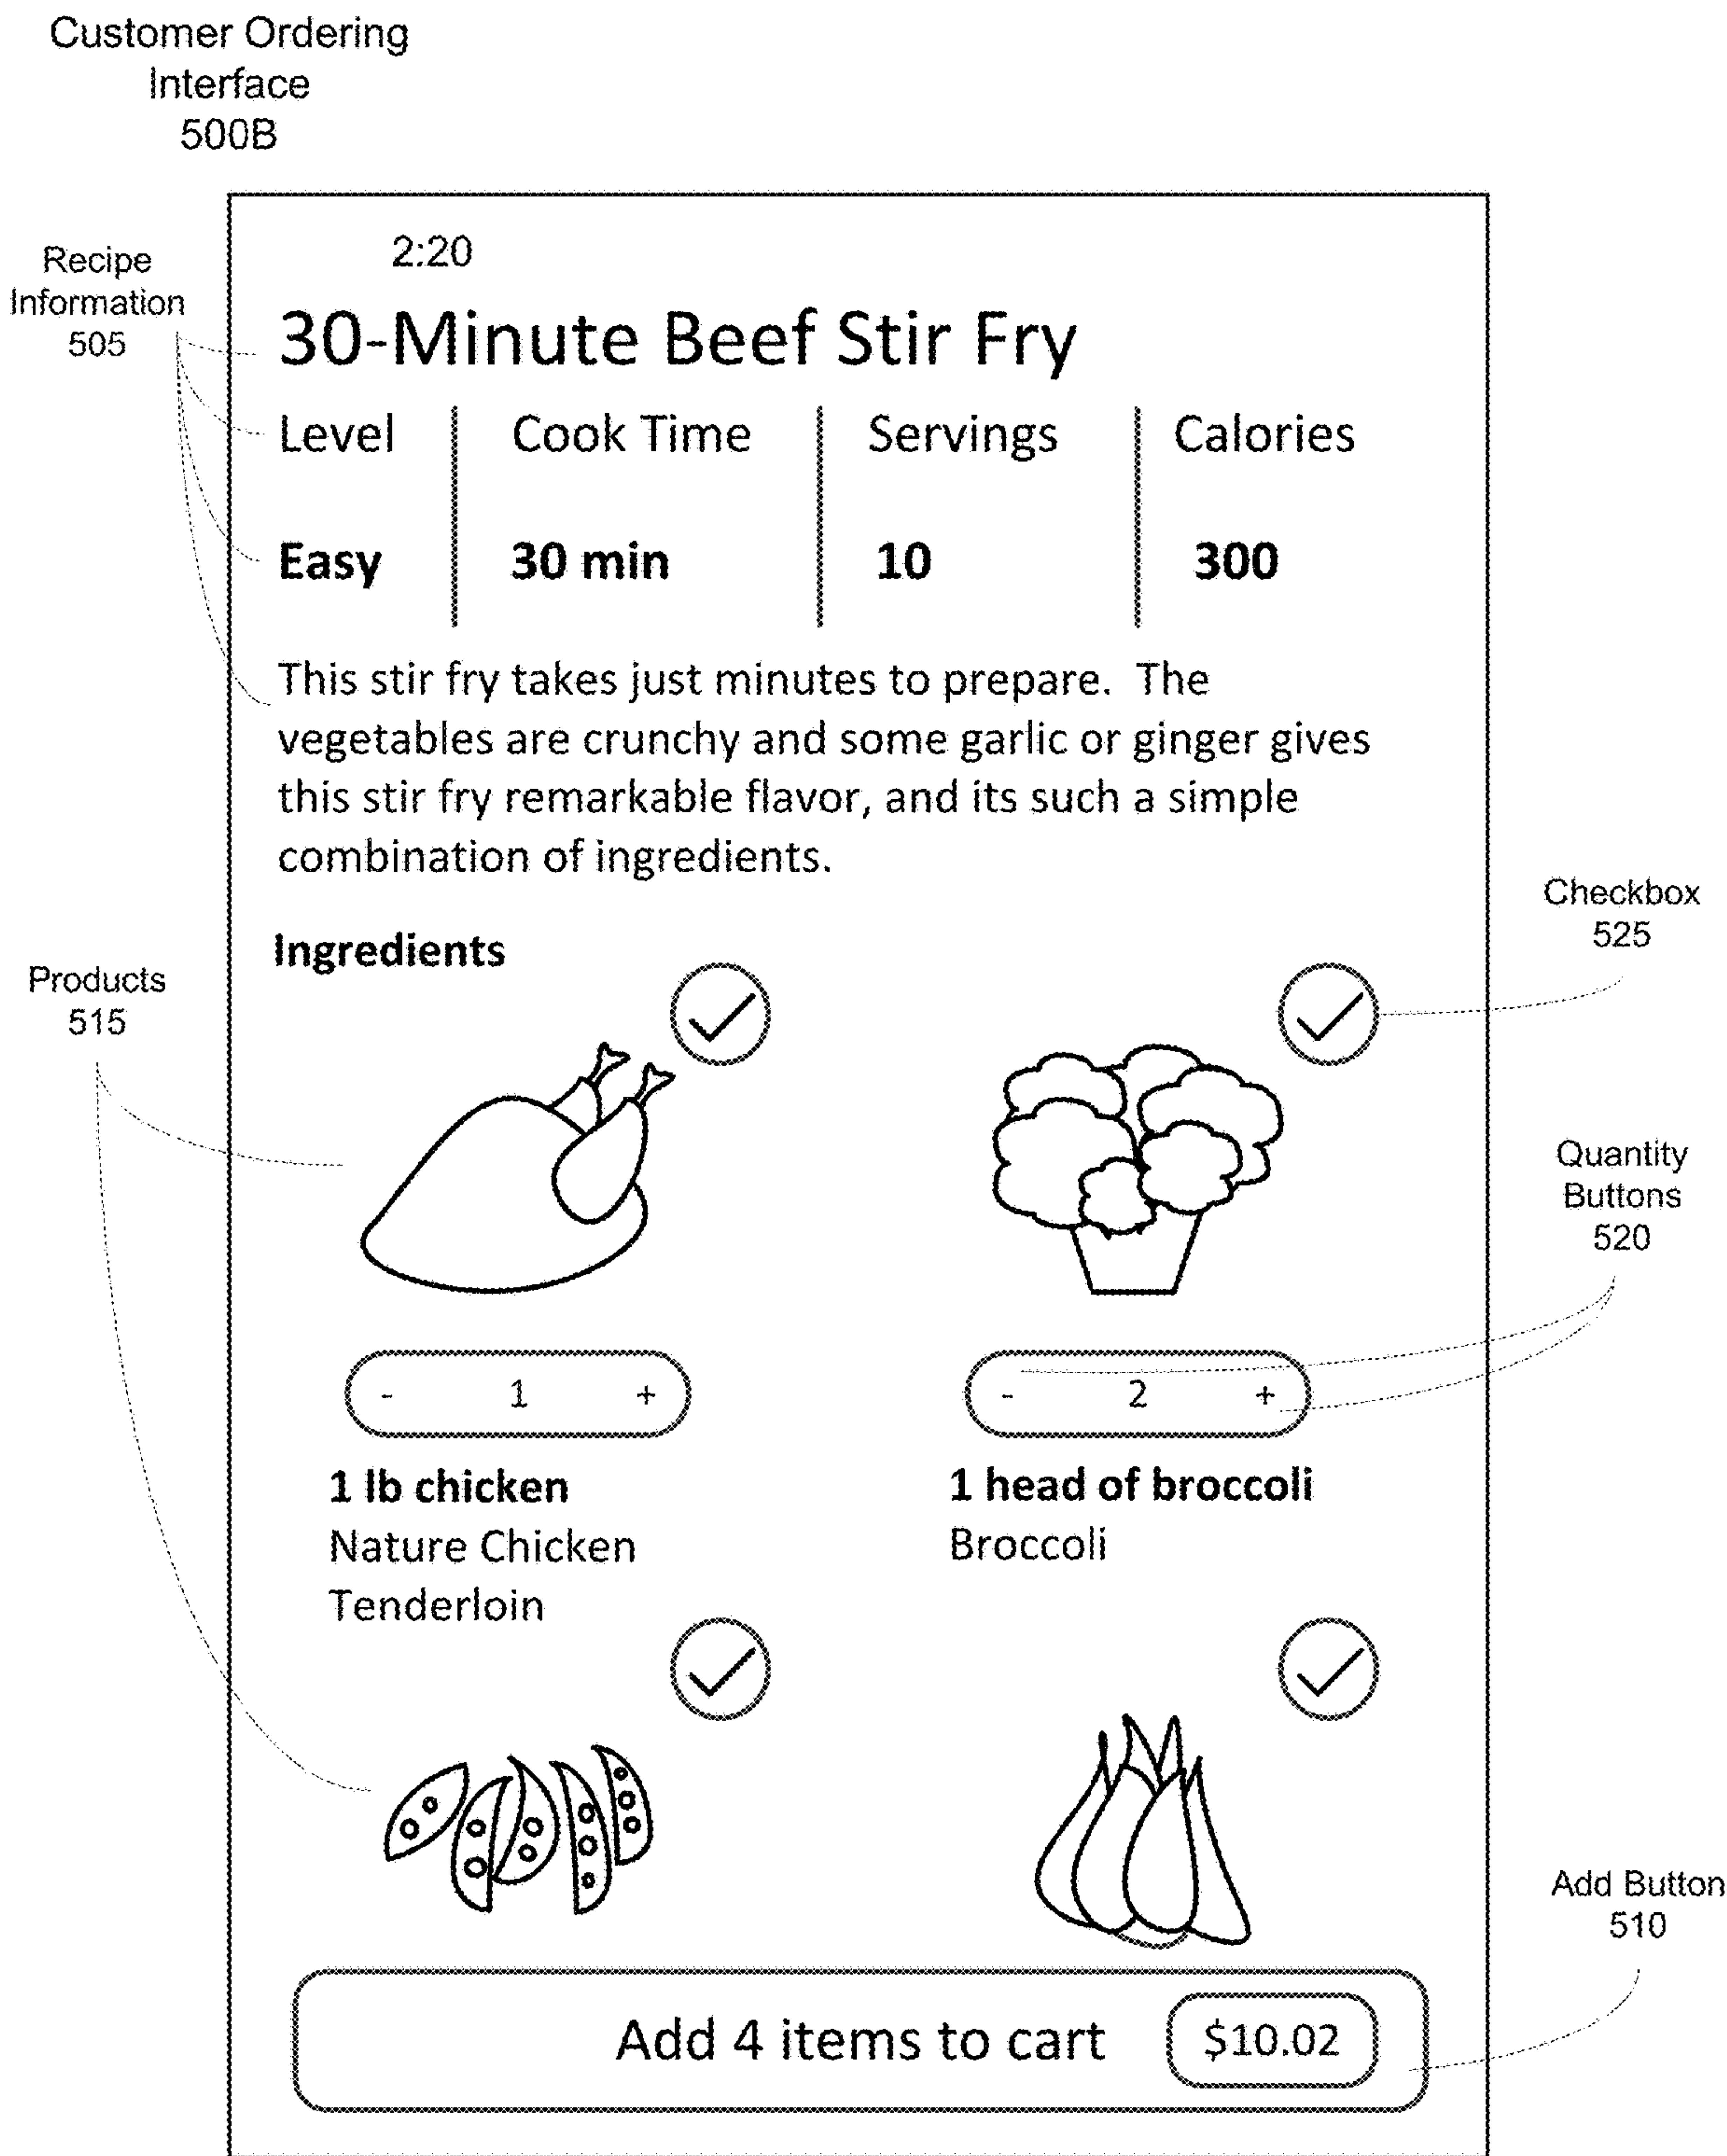 Customer Ordering
Interface
500B
Recipe
Information
505
2:20
30-Minute Beef Stir Fry
Level
Cook Time
Servings
Calories
Easy
30 min
10
300
This stir fry takes just minutes to prepare.  The
vegetables are crunchy and some garlic or ginger gives
this stir fry remarkable flavor, and its such a simple
combination of ingredients.
Checkbox
525
Ingredients
Products
515
Quantity
Buttons
520
- 1 +
- 2 +
1 lb chicken
Nature Chicken
Tenderloin
1 head of broccoli
Broccoli
Add Button
510
Add 4 items to cart
$10.02